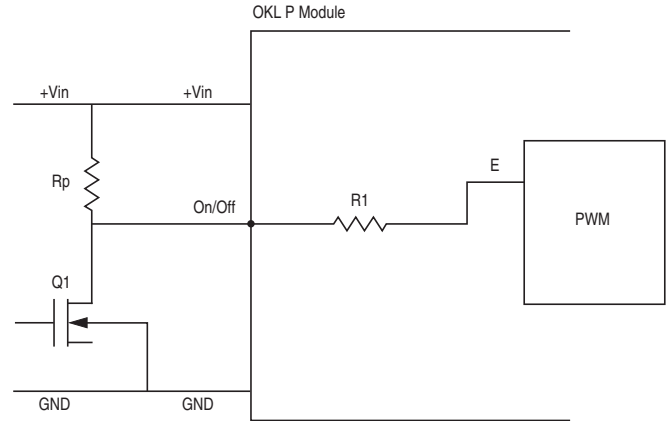 OKL P Module
+Vin
+Vin
Rp
On/Off
R1
E
PWM
Q1
GND
GND